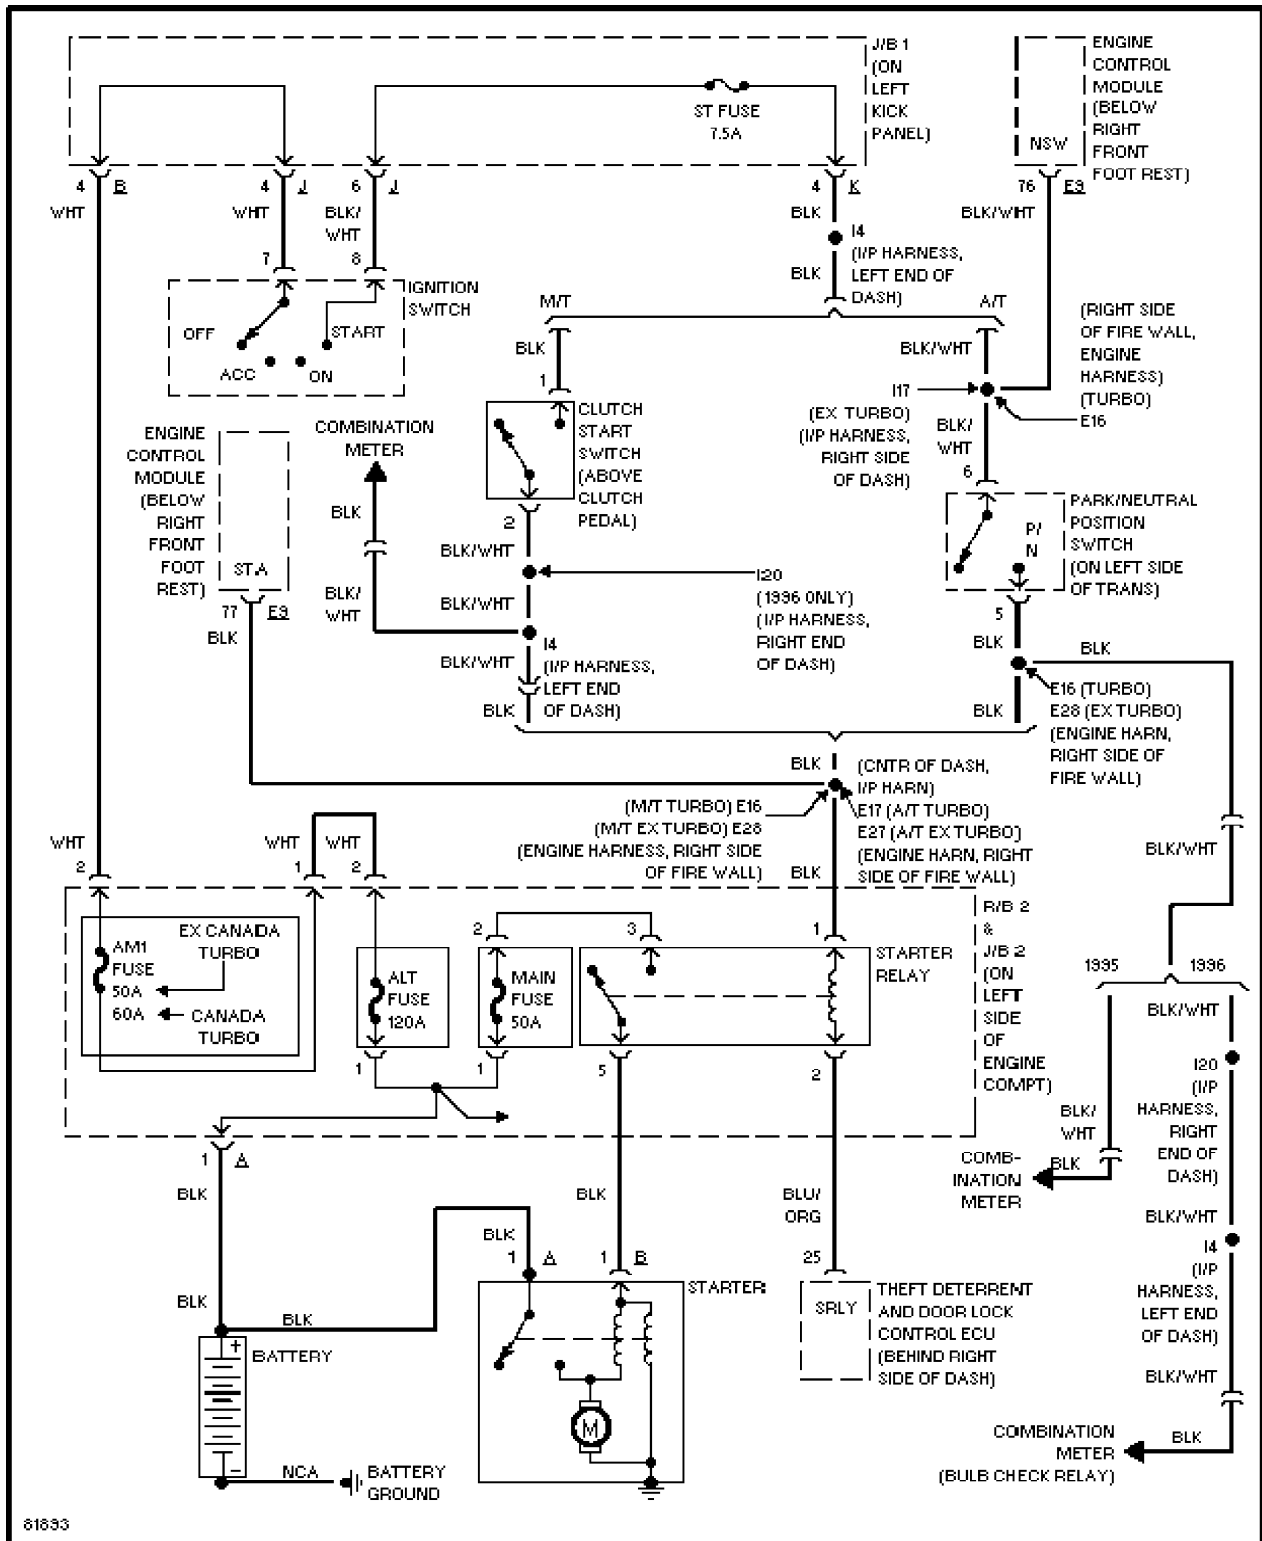 J/B 1
(ON
LEFT
KICK
PANEL)
ENGINE
CONTROL
MODULE
(BELOW
RIGHT
FRONT
FOOT REST)
ST FUSE
7.5A
NSW
4 B
4 J
6 J
4 K
76 E9
WHT
WHT
BLK/
WHT
BLK
BLK/WHT
I4
(I/P HARNESS,
LEFT END OF
DASH)
BLK
7
8
IGNITION
SWITCH
OFF
START
ACC
ON
M/T
A/T
BLK
BLK/WHT
(RIGHT SIDE
OF FIRE WALL,
ENGINE
HARNESS)
(TURBO)
E16
1
I17
(EX TURBO)
(I/P HARNESS,
RIGHT SIDE
OF DASH)
BLK/
WHT
6
ENGINE
CONTROL
MODULE
(BELOW
RIGHT
FRONT
FOOT
REST)
STA
77 E9
BLK
COMBINATION
METER
BLK
BLK/
WHT
CLUTCH
START
SWITCH
(ABOVE
CLUTCH
PEDAL)
2
BLK/WHT
BLK/WHT
BLK/WHT
BLK
I20
(1996 ONLY)
(I/P HARNESS,
RIGHT END
OF DASH)
I4
(I/P HARNESS,
LEFT END
OF DASH)
P/
N
PARK/NEUTRAL
POSITION
SWITCH
(ON LEFT SIDE
OF TRANS)
5
BLK
BLK
BLK
E16 (TURBO)
E28 (EX TURBO)
(ENGINE HARN,
RIGHT SIDE OF
FIRE WALL)
BLK
(CNTR OF DASH,
I/P HARN)
E17 (A/T TURBO)
E27 (A/T EX TURBO)
(ENGINE HARN, RIGHT
SIDE OF FIRE WALL)
(M/T TURBO) E16
(M/T EX TURBO) E28
(ENGINE HARNESS, RIGHT SIDE
OF FIRE WALL)
BLK
BLK/WHT
WHT
2
WHT
1
WHT
2
AM1
FUSE
50A
60A
EX CANADA
TURBO
CANADA
TURBO
ALT
FUSE
120A
1
2
MAIN
FUSE
50A
1
3
1
STARTER
RELAY
5
2
R/B 2
&
J/B 2
(ON
LEFT
SIDE
OF
ENGINE
COMPT)
1995
1996
BLK/WHT
I20
(I/P
HARNESS,
RIGHT
END OF
DASH)
BLK/
WHT
BLK
COMB-
INATION
METER
BLK/WHT
I4
(I/P
HARNESS,
LEFT END
OF DASH)
BLK/WHT
BLK
COMBINATION
METER
(BULB CHECK RELAY)
1 A
BLK
BLK
BLK
BLK
1 A
BLK
1 B
STARTER
M
BLU/
ORG
25
SRLY
THEFT DETERRENT
AND DOOR LOCK
CONTROL ECU
(BEHIND RIGHT
SIDE OF DASH)
+
BATTERY
−
NCA
BATTERY
GROUND
81893